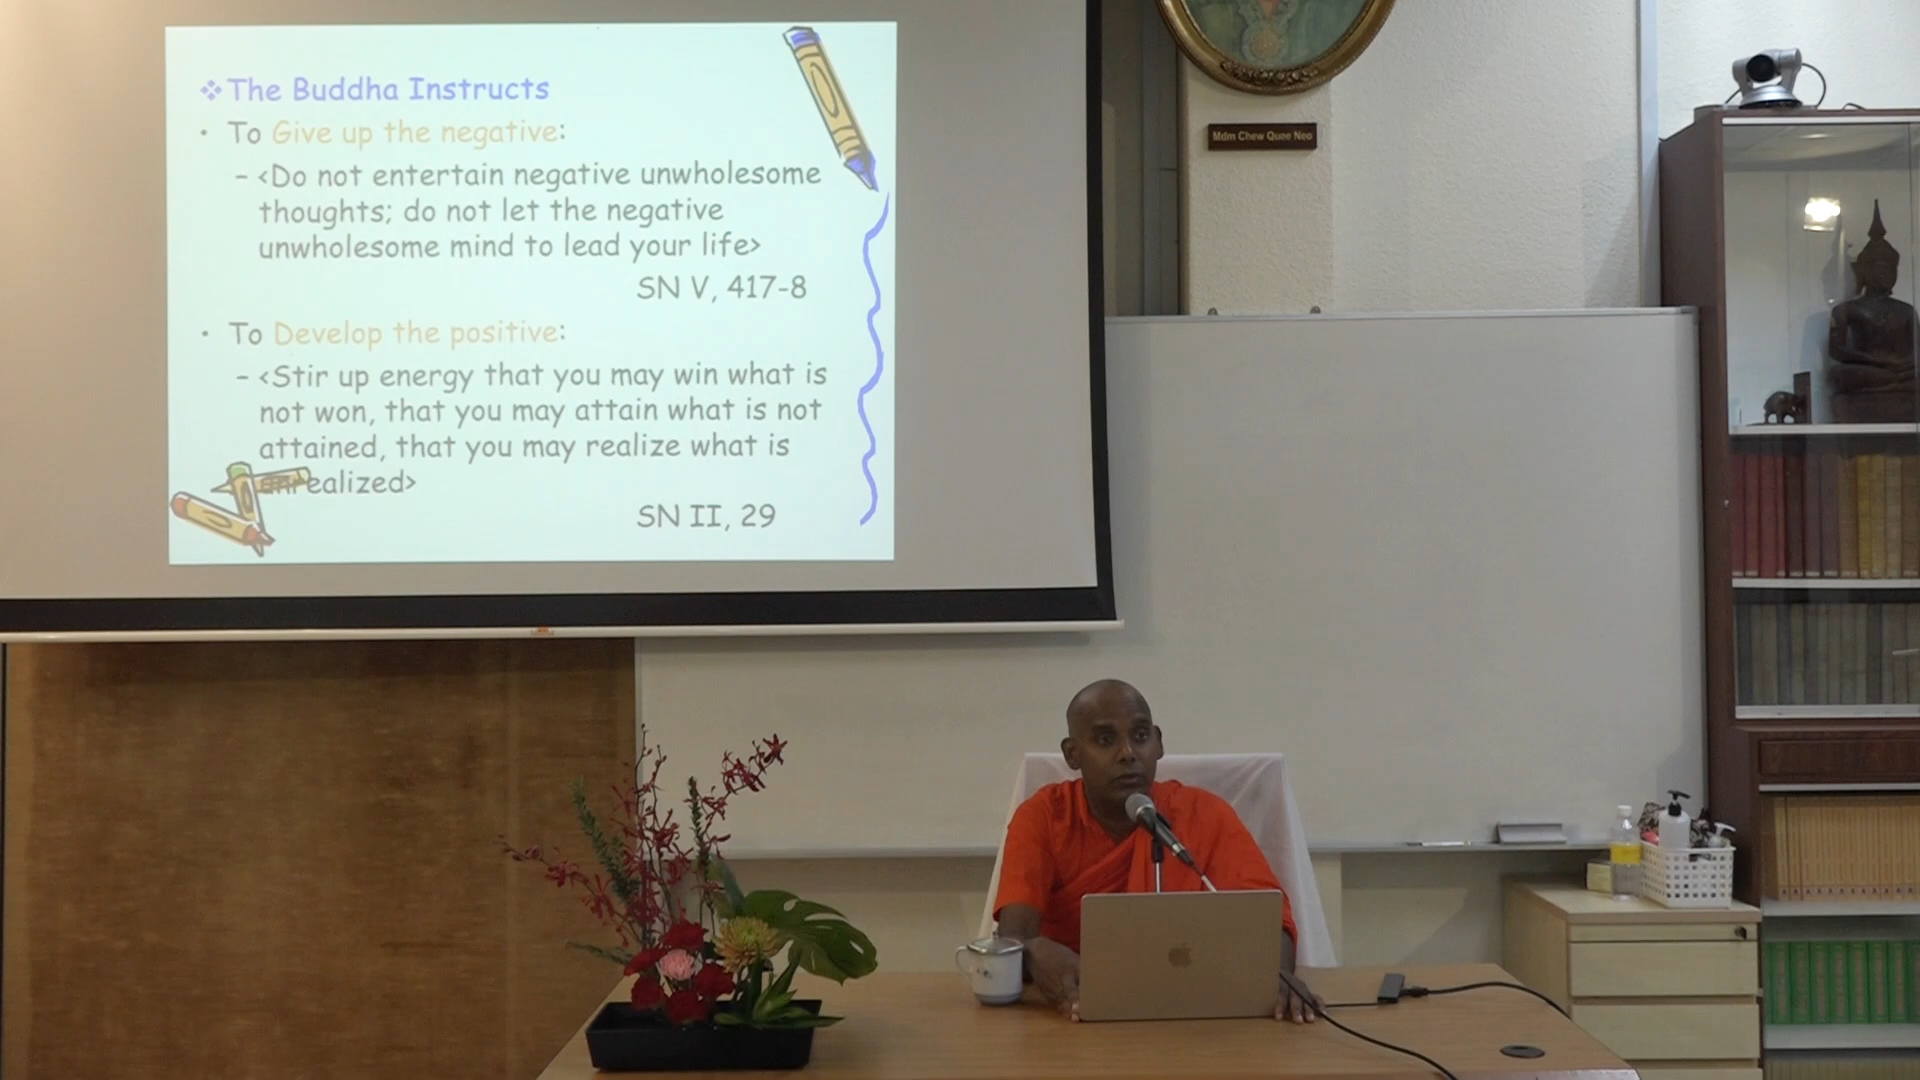 ❖The Buddha Instructs
• To Give up the negative:
– <Do not entertain negative unwholesome
thoughts; do not let the negative
unwholesome mind to lead your life>
SN V, 417-8
• To Develop the positive:
– <Stir up energy that you may win what is
not won, that you may attain what is not
attained, that you may realize what is
unrealized>
SN II, 29
Mdm Chew Quee Neo